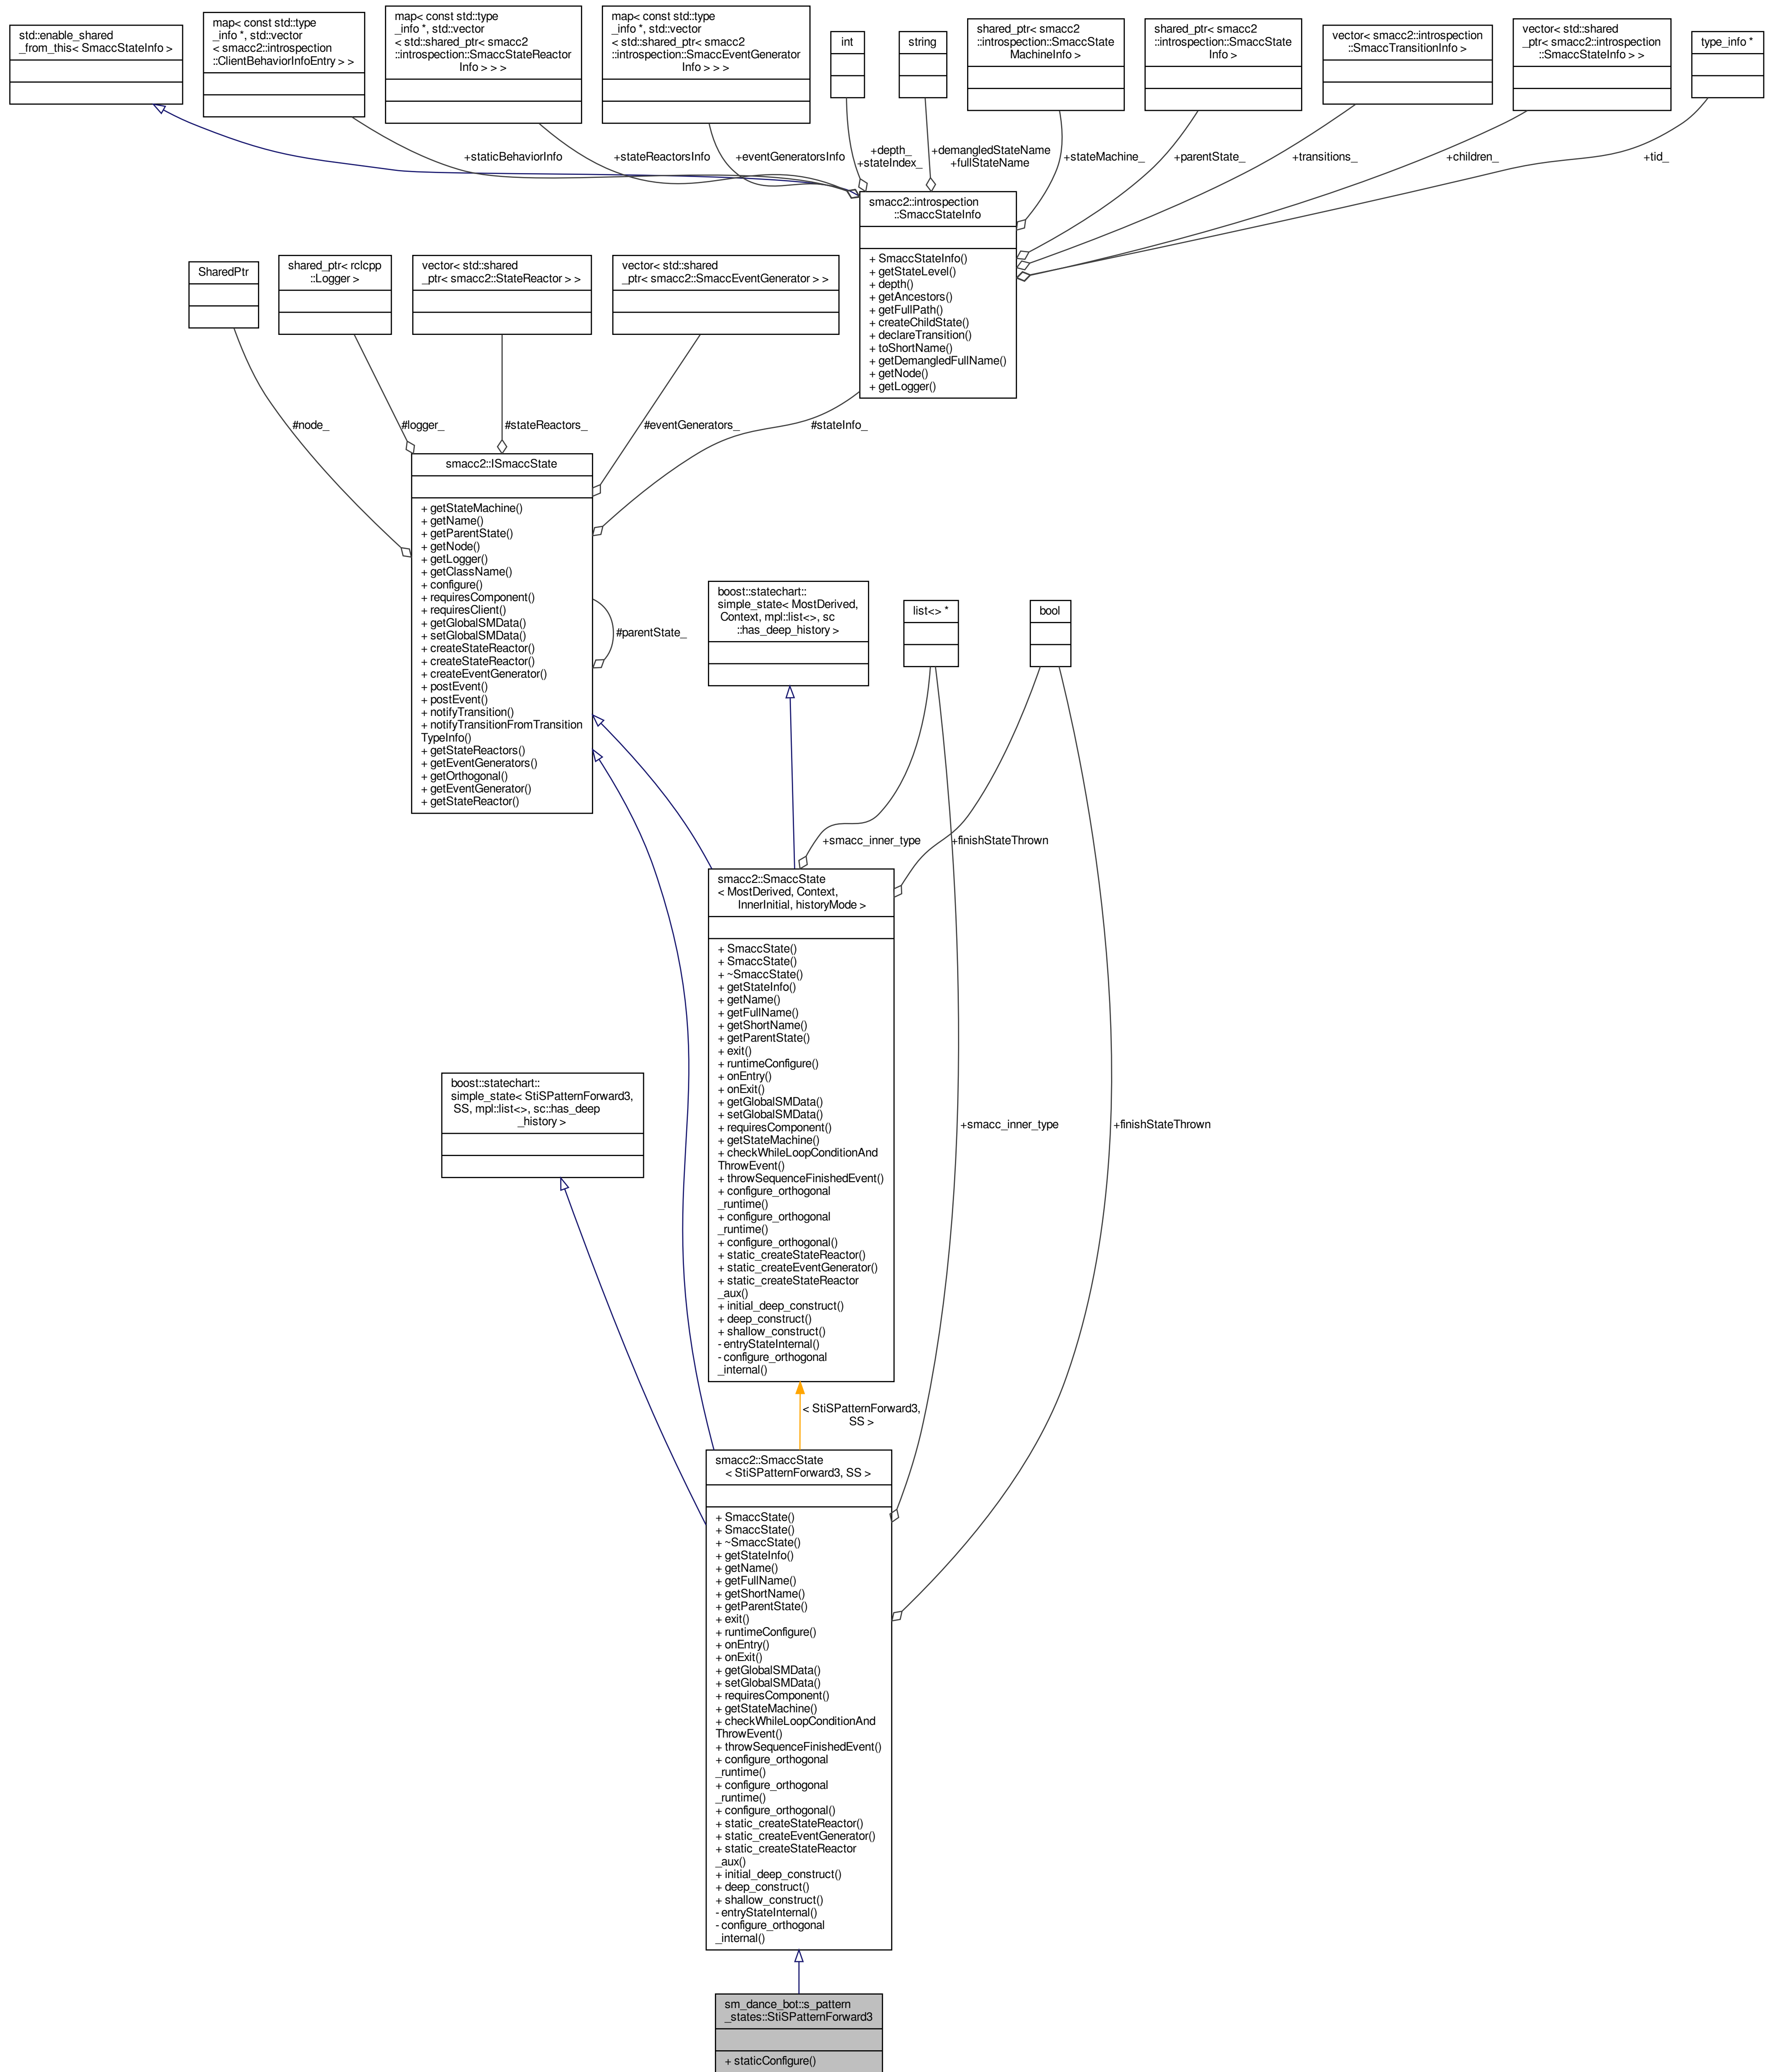 std::enable_shared
_from_this< SmaccStateInfo >
map< const std::type
_info *, std::vector
< smacc2::introspection
::ClientBehaviorInfoEntry > >
map< const std::type
_info *, std::vector
< std::shared_ptr< smacc2
::introspection::SmaccStateReactor
Info > > >
map< const std::type
_info *, std::vector
< std::shared_ptr< smacc2
::introspection::SmaccEventGenerator
Info > > >
int
string
shared_ptr< smacc2
::introspection::SmaccState
MachineInfo >
shared_ptr< smacc2
::introspection::SmaccState
Info >
vector< smacc2::introspection
::SmaccTransitionInfo >
vector< std::shared
_ptr< smacc2::introspection
::SmaccStateInfo > >
type_info *
+staticBehaviorInfo
+stateReactorsInfo
+eventGeneratorsInfo
+depth_
+stateIndex_
+demangledStateName
+fullStateName
+stateMachine_
+parentState_
+transitions_
+children_
+tid_
smacc2::introspection
::SmaccStateInfo
+ SmaccStateInfo()
+ getStateLevel()
+ depth()
+ getAncestors()
+ getFullPath()
+ createChildState()
+ declareTransition()
+ toShortName()
+ getDemangledFullName()
+ getNode()
+ getLogger()
SharedPtr
shared_ptr< rclcpp
::Logger >
vector< std::shared
_ptr< smacc2::StateReactor > >
vector< std::shared
_ptr< smacc2::SmaccEventGenerator > >
#node_
#logger_
#stateReactors_
#eventGenerators_
#stateInfo_
smacc2::ISmaccState
+ getStateMachine()
+ getName()
+ getParentState()
+ getNode()
+ getLogger()
+ getClassName()
+ configure()
+ requiresComponent()
+ requiresClient()
+ getGlobalSMData()
+ setGlobalSMData()
+ createStateReactor()
+ createStateReactor()
+ createEventGenerator()
+ postEvent()
+ postEvent()
+ notifyTransition()
+ notifyTransitionFromTransition
TypeInfo()
+ getStateReactors()
+ getEventGenerators()
+ getOrthogonal()
+ getEventGenerator()
+ getStateReactor()
#parentState_
boost::statechart::
simple_state< MostDerived,
Context, mpl::list<>, sc
::has_deep_history >
list<> *
bool
+smacc_inner_type
+finishStateThrown
smacc2::SmaccState
< MostDerived, Context,
InnerInitial, historyMode >
+ SmaccState()
+ SmaccState()
+ ~SmaccState()
+ getStateInfo()
+ getName()
+ getFullName()
+ getShortName()
+ getParentState()
+ exit()
+ runtimeConfigure()
+ onEntry()
+ onExit()
+ getGlobalSMData()
+ setGlobalSMData()
+ requiresComponent()
+ getStateMachine()
+ checkWhileLoopConditionAnd
ThrowEvent()
+ throwSequenceFinishedEvent()
+ configure_orthogonal
_runtime()
+ configure_orthogonal
_runtime()
+ configure_orthogonal()
+ static_createStateReactor()
+ static_createEventGenerator()
+ static_createStateReactor
_aux()
+ initial_deep_construct()
+ deep_construct()
+ shallow_construct()
- entryStateInternal()
- configure_orthogonal
_internal()
boost::statechart::
simple_state< StiSPatternForward3,
SS, mpl::list<>, sc::has_deep
_history >
+smacc_inner_type
+finishStateThrown
< StiSPatternForward3,
SS >
smacc2::SmaccState
< StiSPatternForward3, SS >
+ SmaccState()
+ SmaccState()
+ ~SmaccState()
+ getStateInfo()
+ getName()
+ getFullName()
+ getShortName()
+ getParentState()
+ exit()
+ runtimeConfigure()
+ onEntry()
+ onExit()
+ getGlobalSMData()
+ setGlobalSMData()
+ requiresComponent()
+ getStateMachine()
+ checkWhileLoopConditionAnd
ThrowEvent()
+ throwSequenceFinishedEvent()
+ configure_orthogonal
_runtime()
+ configure_orthogonal
_runtime()
+ configure_orthogonal()
+ static_createStateReactor()
+ static_createEventGenerator()
+ static_createStateReactor
_aux()
+ initial_deep_construct()
+ deep_construct()
+ shallow_construct()
- entryStateInternal()
- configure_orthogonal
_internal()
sm_dance_bot::s_pattern
_states::StiSPatternForward3
+ staticConfigure()